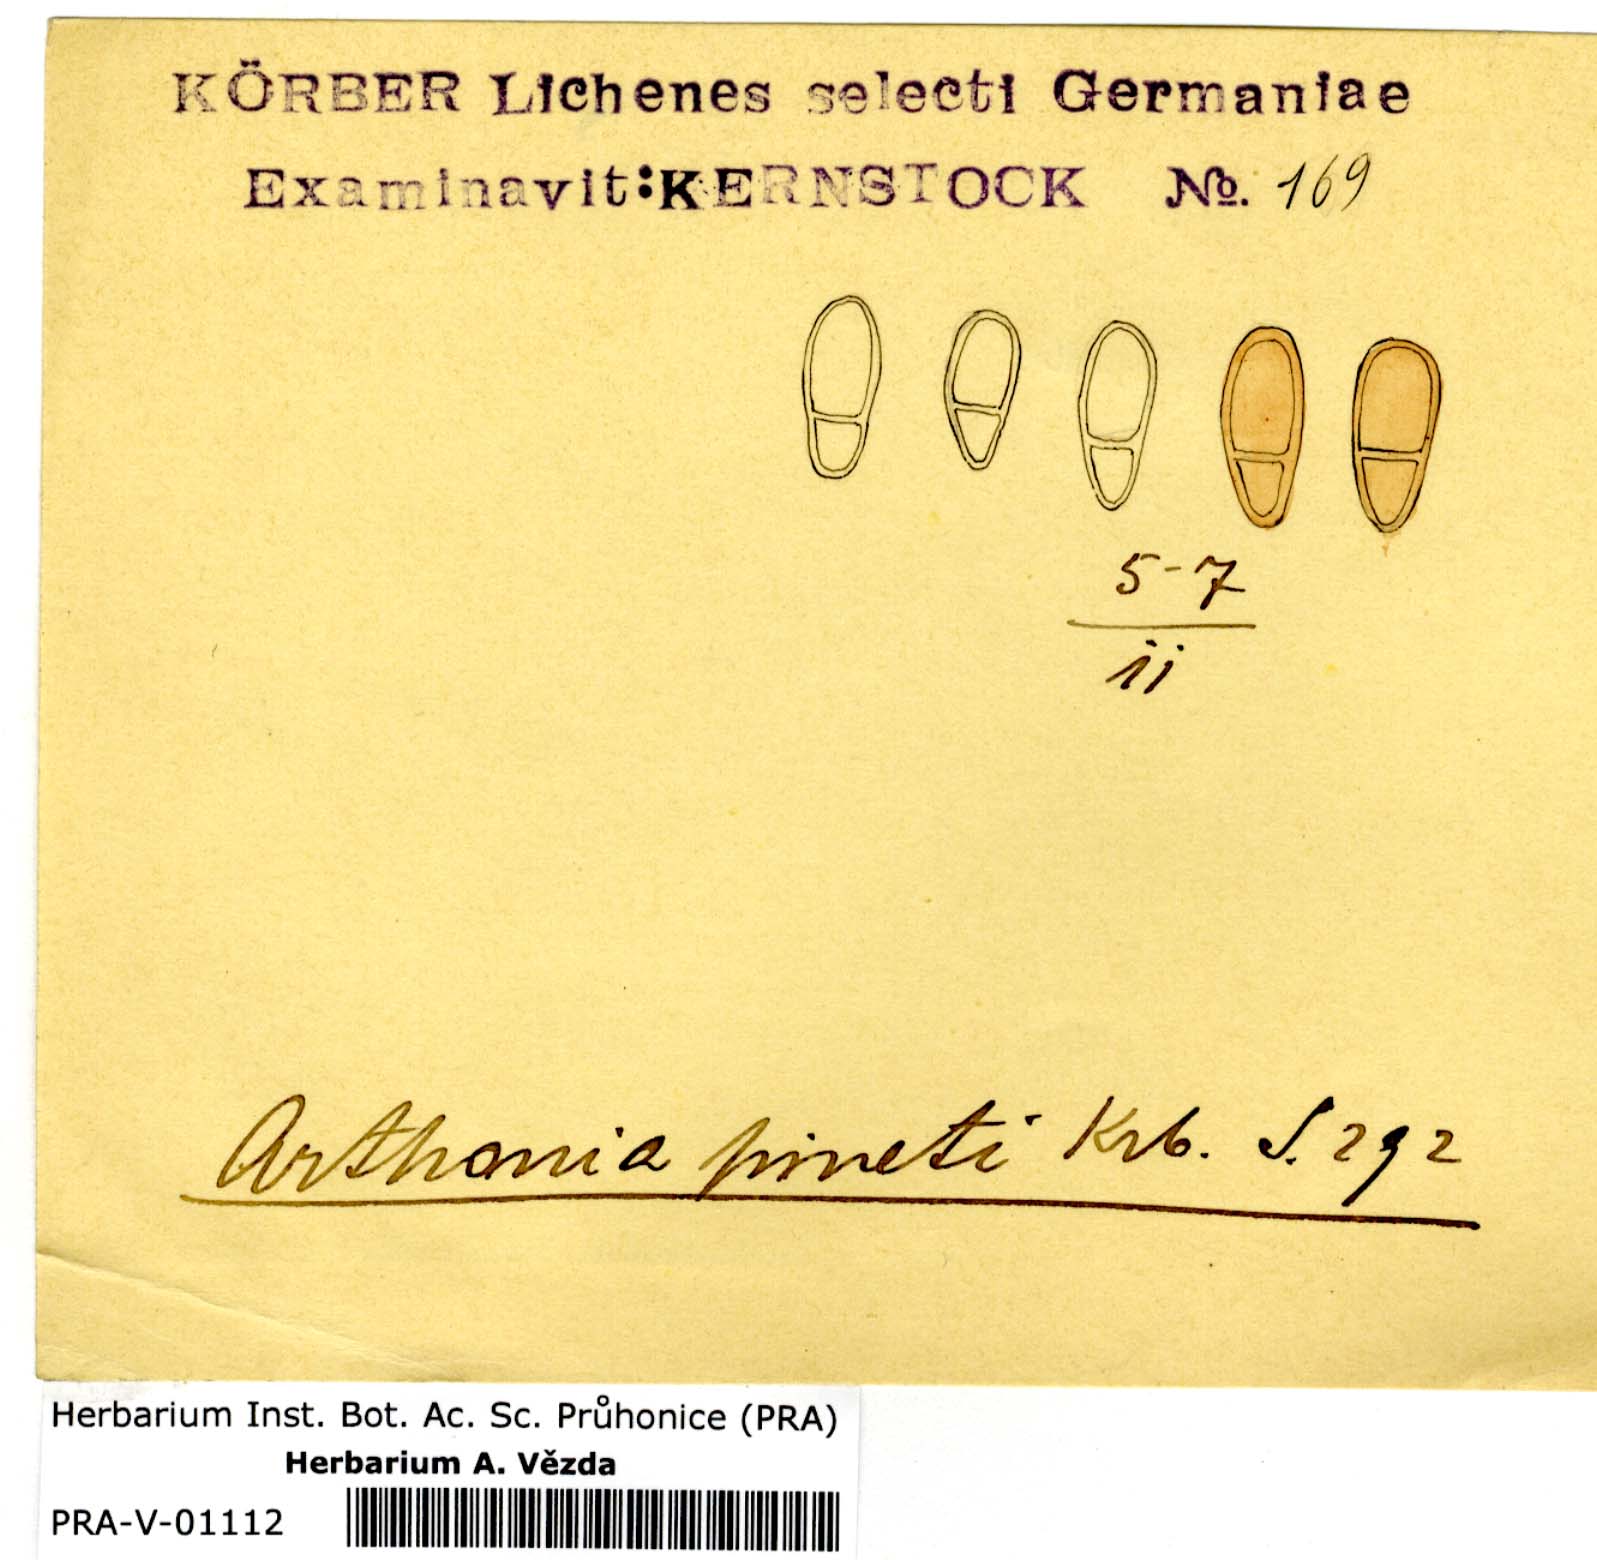 KÖRBER Lichenes selecti Germaniae
Examinavit:KERNSTOCK No. 169
5-7
ii
Arthonia pineti Krb. S. 292
Herbarium Inst. Bot. Ac. Sc. Průhonice (PRA)
Herbarium A. Vězda
PRA-V-01112